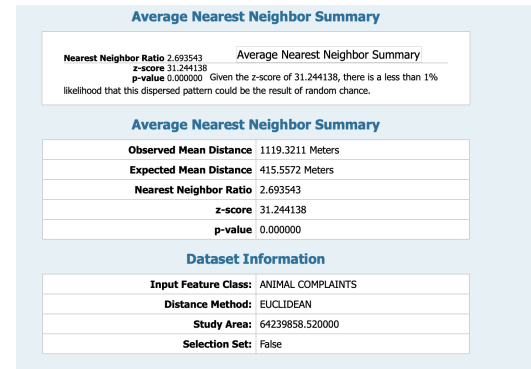 Average Nearest Neighbor Summary
Nearest Neighbor Ratio 2.693543
Average Nearest Neighbor Summary
z-score 31.244138
p-value 0.000000 Given the z-score of 31.244138, there is a less than 1%
likelihood that this dispersed pattern could be the result of random chance.
Average Nearest Neighbor Summary
Observed Mean Distance 1119.3211 Meters
Expected Mean Distance 415.5572 Meters
Nearest Neighbor Ratio 2.693543
z-score 31.244138
p-value 0.000000
Dataset Information
Input Feature Class: ANIMAL COMPLAINTS
Distance Method: EUCLIDEAN
Study Area: 64239858.520000
Selection Set: False